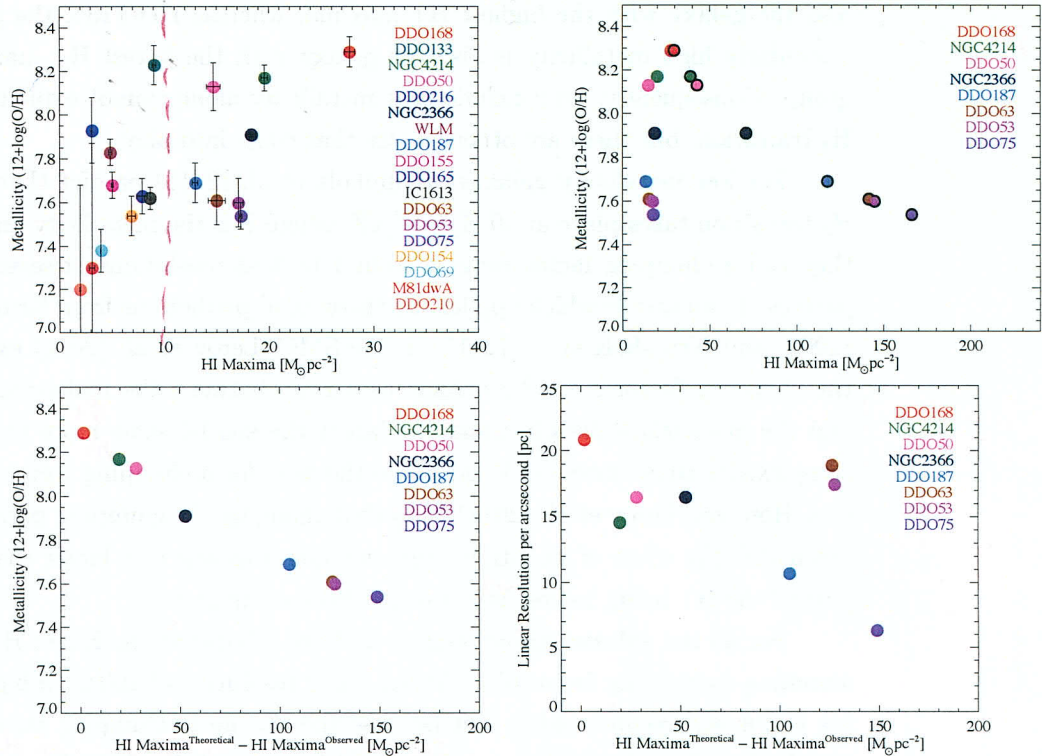 8.4
8.2
8.0
7.8
7.6
7.4
7.2
7.0
Metallicity (12+log(O/H)
0
10
20
30
40
HI Maxima [M☉pc⁻²]
DDO168
DDO133
NGC4214
DDO50
DDO216
NGC2366
WLM
DDO187
DDO155
DDO165
IC1613
DDO63
DDO53
DDO75
DDO154
DDO69
M81dwA
DDO210
8.4
8.2
8.0
7.8
7.6
7.4
7.2
7.0
Metallicity (12+log(O/H)
0
50
100
150
200
HI Maxima [M☉pc⁻²]
DDO168
NGC4214
DDO50
NGC2366
DDO187
DDO63
DDO53
DDO75
8.4
8.2
8.0
7.8
7.6
7.4
7.2
7.0
Metallicity (12+log(O/H)
0
50
100
150
200
HI Maxima^Theoretical − HI Maxima^Observed [M☉pc⁻²]
DDO168
NGC4214
DDO50
NGC2366
DDO187
DDO63
DDO53
DDO75
25
20
15
10
5
0
Linear Resolution per arcsecond [pc]
0
50
100
150
200
HI Maxima^Theoretical − HI Maxima^Observed [M☉pc⁻²]
DDO168
NGC4214
DDO50
NGC2366
DDO187
DDO63
DDO53
DDO75